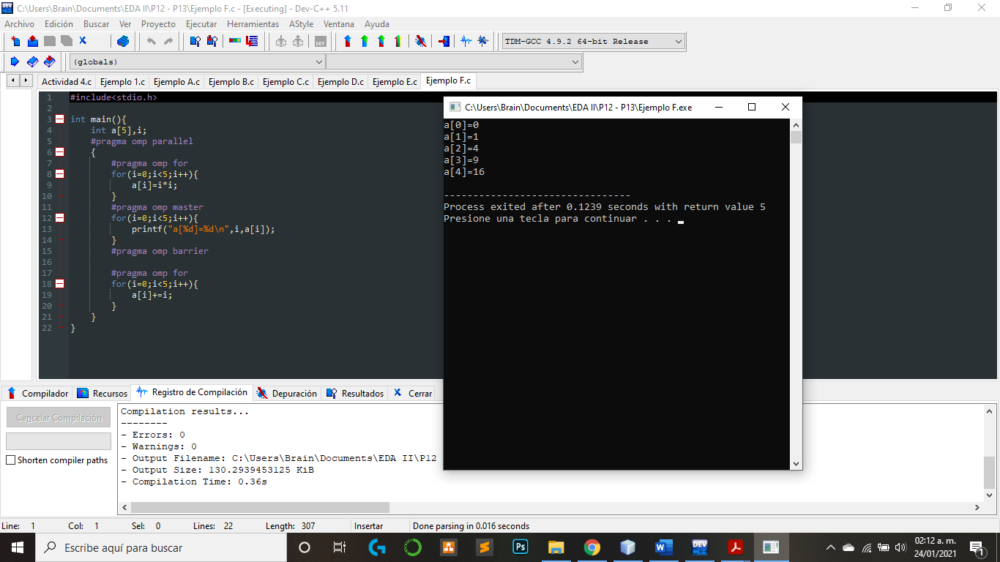 C:\Users\Brain\Documents\EDA II\P12 - P13\Ejemplo F.c - [Executing] - Dev-C++ 5.11
Archivo Edición Buscar Ver Proyecto Ejecutar Herramientas AStyle Ventana Ayuda
TDM-GCC 4.9.2 64-bit Release
(globals)
Actividad 4.c Ejemplo 1.c Ejemplo A.c Ejemplo B.c Ejemplo C.c Ejemplo D.c Ejemplo E.c Ejemplo F.c
1 #include<stdio.h>
2
3 int main(){
4 int a[5],i;
5 #pragma omp parallel
6 {
7 #pragma omp for
8 for(i=0;i<5;i++){
9 a[i]=i*i;
10 }
11 #pragma omp master
12 for(i=0;i<5;i++){
13 printf("a[%d]=%d\n",i,a[i]);
14 }
15 #pragma omp barrier
16
17 #pragma omp for
18 for(i=0;i<5;i++){
19 a[i]+=i;
20 }
21 }
22 }
C:\Users\Brain\Documents\EDA II\P12 - P13\Ejemplo F.exe
a[0]=0
a[1]=1
a[2]=4
a[3]=9
a[4]=16
--------------------------------
Process exited after 0.1239 seconds with return value 5
Presione una tecla para continuar . . .
Compilador Recursos Registro de Compilación Depuración Resultados Cerrar
Cancelar Compilación
Shorten compiler paths
Compilation results...
--------
- Errors: 0
- Warnings: 0
- Output Filename: C:\Users\Brain\Documents\EDA II\P12
- Output Size: 130.2939453125 KiB
- Compilation Time: 0.36s
Line: 1 Col: 1 Sel: 0 Lines: 22 Length: 307 Insertar Done parsing in 0.016 seconds
Escribe aquí para buscar
Ps
DEV
02:12 a. m.
24/01/2021
1